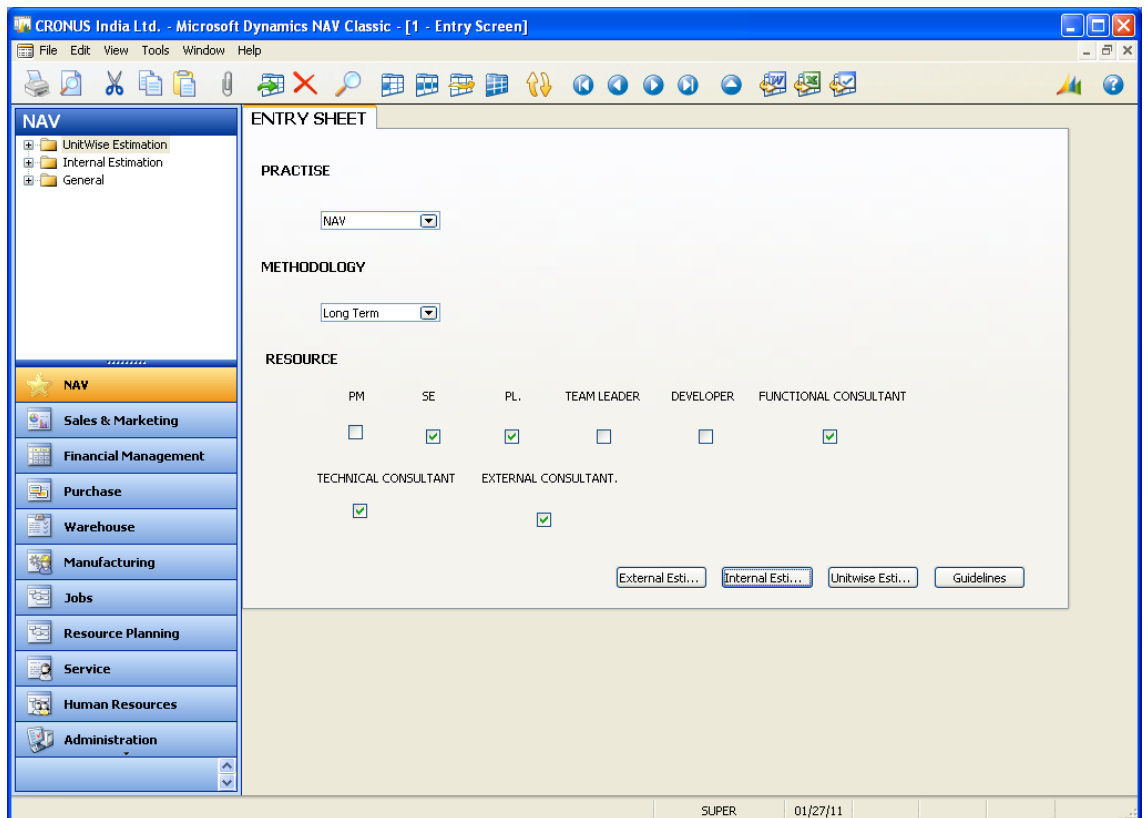 CRONUS India Ltd. - Microsoft Dynamics NAV Classic - [1 - Entry Screen]
File Edit View Tools Window Help
NAV
UnitWise Estimation
Internal Estimation
General
NAV
Sales & Marketing
Financial Management
Purchase
Warehouse
Manufacturing
Jobs
Resource Planning
Service
Human Resources
Administration
ENTRY SHEET
PRACTISE
NAV
METHODOLOGY
Long Term
RESOURCE
PM SE PL. TEAM LEADER DEVELOPER FUNCTIONAL CONSULTANT
TECHNICAL CONSULTANT EXTERNAL CONSULTANT.
External Esti... Internal Esti... Unitwise Esti... Guidelines
SUPER 01/27/11